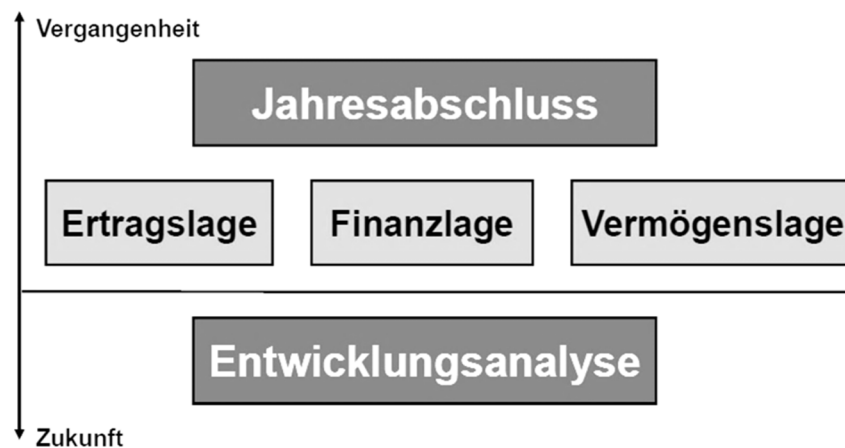 Vergangenheit
Jahresabschluss
Ertragslage
Finanzlage
Vermögenslage
Entwicklungsanalyse
Zukunft